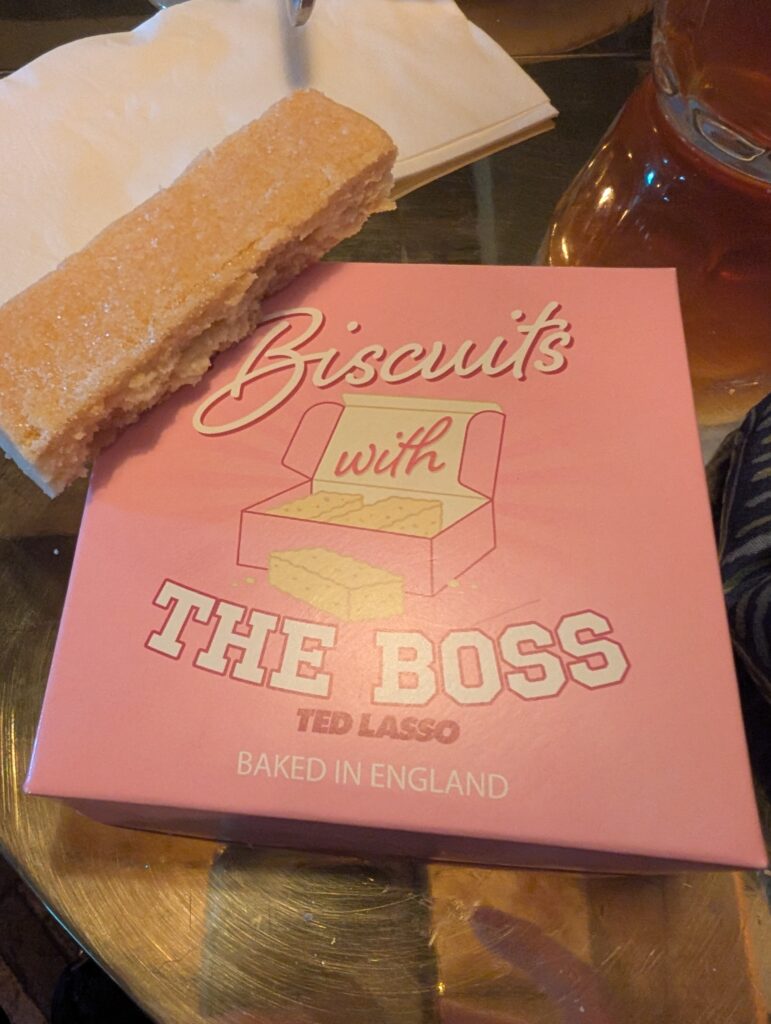 Biscuits
with
THE BOSS
TED LASSO
BAKED IN ENGLAND